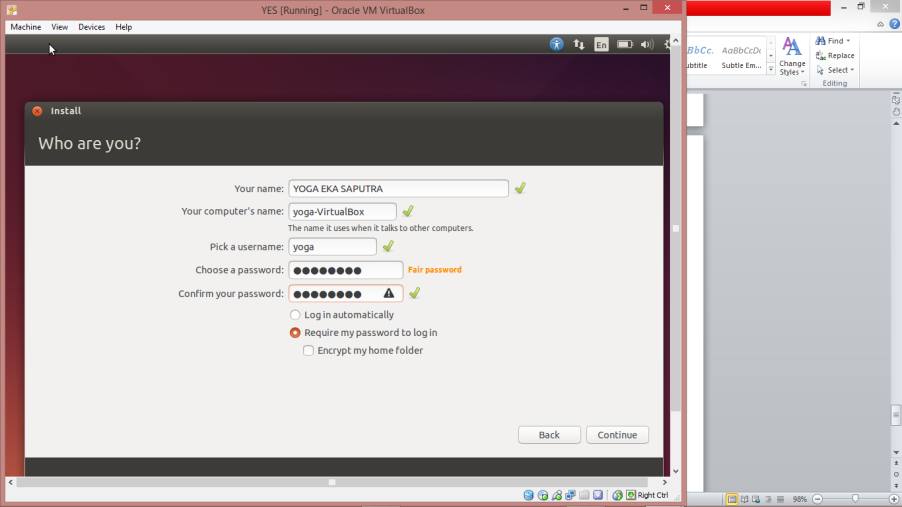 YES [Running] - Oracle VM VirtualBox
Machine View Devices Help
En
Install
Who are you?
Your name: YOGA EKA SAPUTRA
Your computer's name: yoga-VirtualBox
The name it uses when it talks to other computers.
Pick a username: yoga
Choose a password: Fair password
Confirm your password:
Log in automatically
Require my password to log in
Encrypt my home folder
Back Continue
Right Ctrl
AaBbCcDc
Subtle Em...
Change
Styles
Find
Replace
Select
Editing
98%